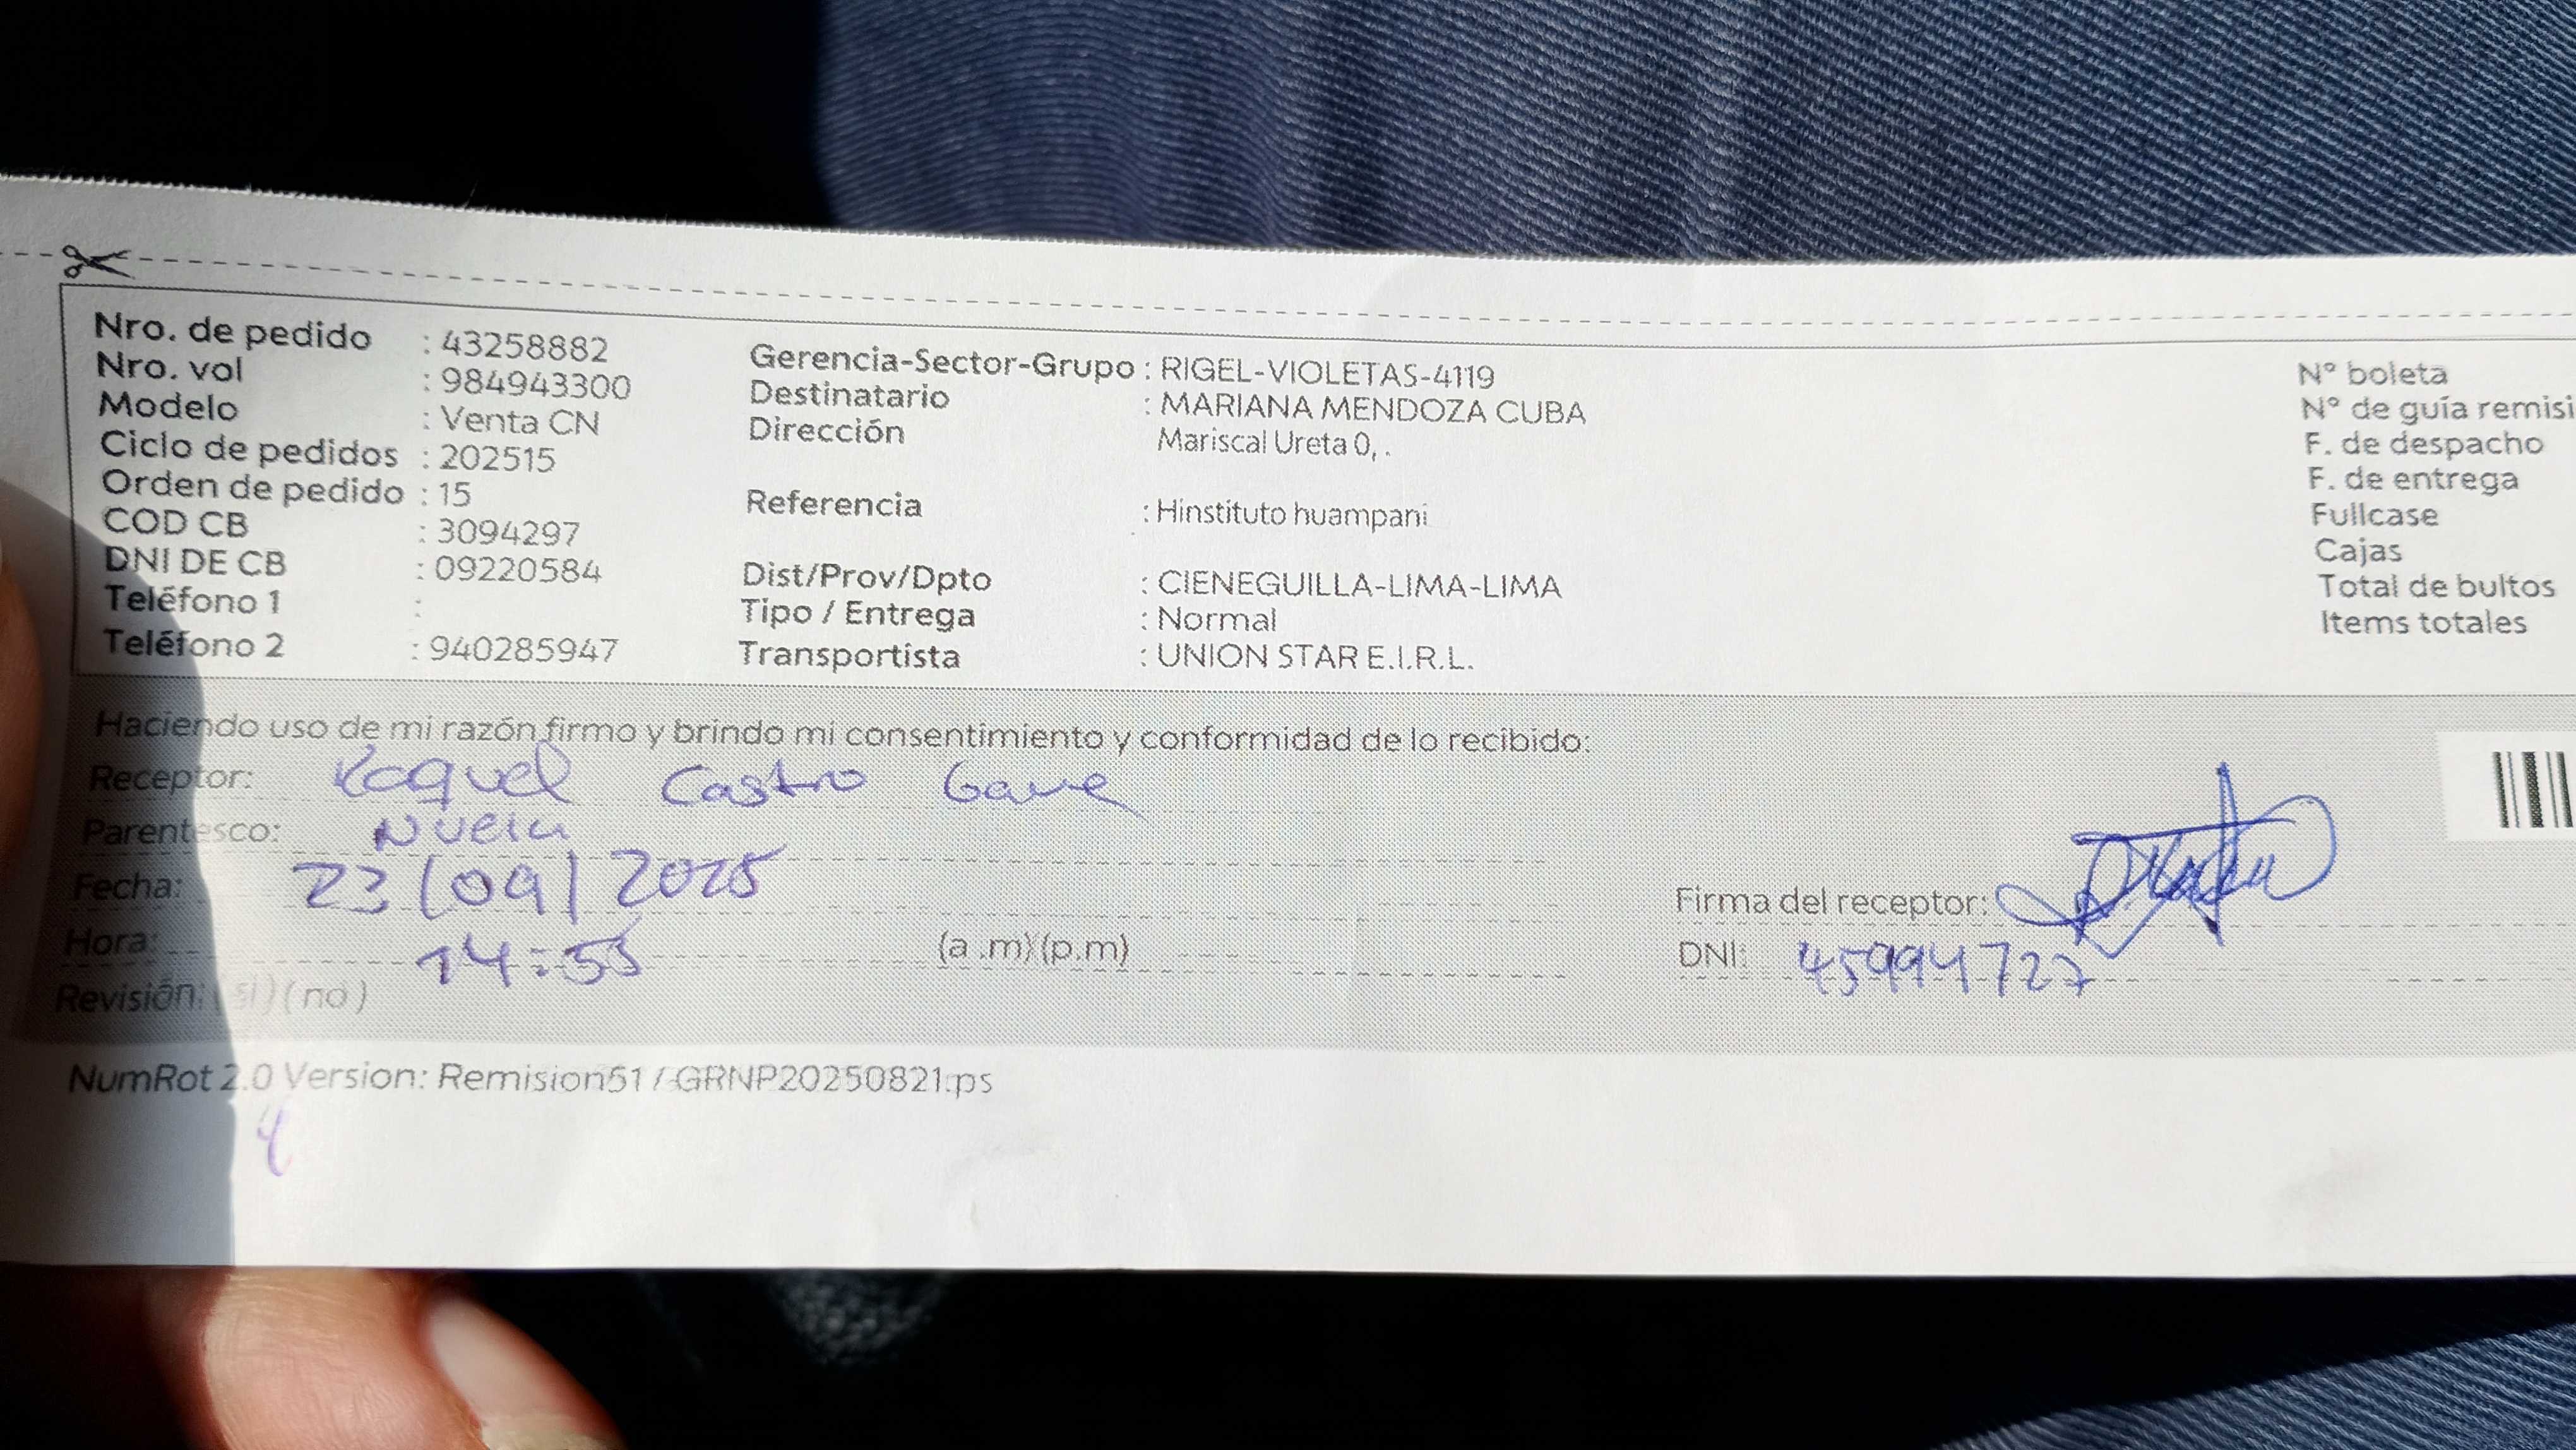 Nro. de pedido : 43258882
Nro. vol : 984943300
Modelo : Venta CN
Ciclo de pedidos : 202515
Orden de pedido : 15
COD CB : 3094297
DNI DE CB : 09220584
Teléfono 1 :
Teléfono 2 : 940285947
Gerencia-Sector-Grupo : RIGEL-VIOLETAS-4119
Destinatario : MARIANA MENDOZA CUBA
Dirección Mariscal Ureta 0, .
Referencia : Hinstituto huampani
Dist/Prov/Dpto : CIENEGUILLA-LIMA-LIMA
Tipo / Entrega : Normal
Transportista : UNION STAR E.I.R.L.
N° boleta
N° de guía remisi
F. de despacho
F. de entrega
Fullcase
Cajas
Total de bultos
Items totales
Haciendo uso de mi razón firmo y brindo mi consentimiento y conformidad de lo recibido:
Receptor: Raquel Castro
Parentesco: Nuera
Fecha: 23/09/2025
Hora: 14:55 (a .m)(p.m)
Revisión: (si)(no)
Firma del receptor:
DNI: 45994727
NumRot 2.0 Version: Remision51 / GRNP20250821.ps